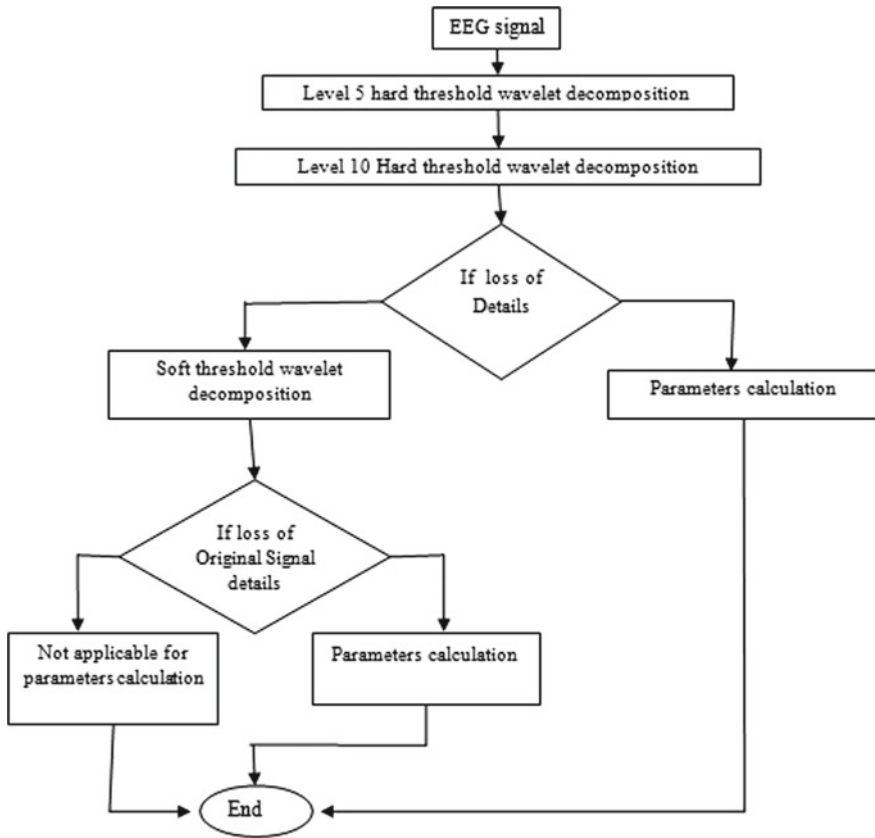 EEG signal
Level 5 hard threshold wavelet decomposition
Level 10 Hard threshold wavelet decomposition
If loss of
Details
Soft threshold wavelet
decomposition
Parameters calculation
If loss of
Original Signal
details
Not applicable for
parameters calculation
Parameters calculation
End